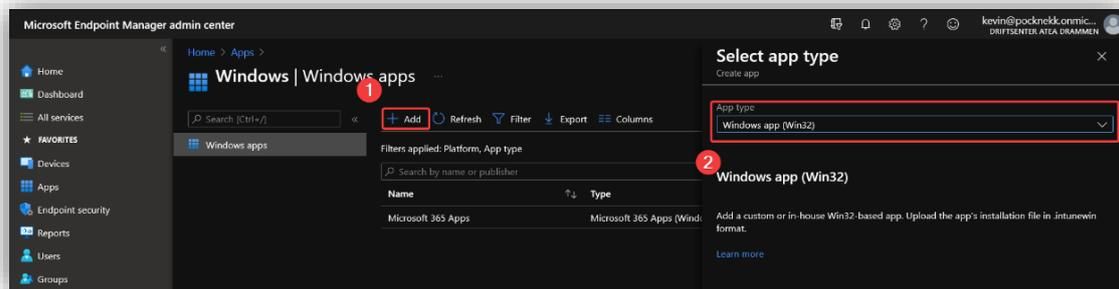 Microsoft Endpoint Manager admin center
kevin@pocknekk.onmic...
DRIFTSENTER ATEA DRAMMEN
«
Home
Dashboard
All services
FAVORITES
Devices
Apps
Endpoint security
Reports
Users
Groups
Home > Apps >
Windows | Windows apps ...
1
Search (Ctrl+/)
«
Windows apps
+ Add
Refresh
Filter
Export
Columns
Filters applied: Platform, App type
Search by name or publisher
Name ↑↓ Type
Microsoft 365 Apps Microsoft 365 Apps (Windo
Select app type
Create app
App type
Windows app (Win32)
2
Windows app (Win32)
Add a custom or in-house Win32-based app. Upload the app's installation file in .intunewin
format.
Learn more